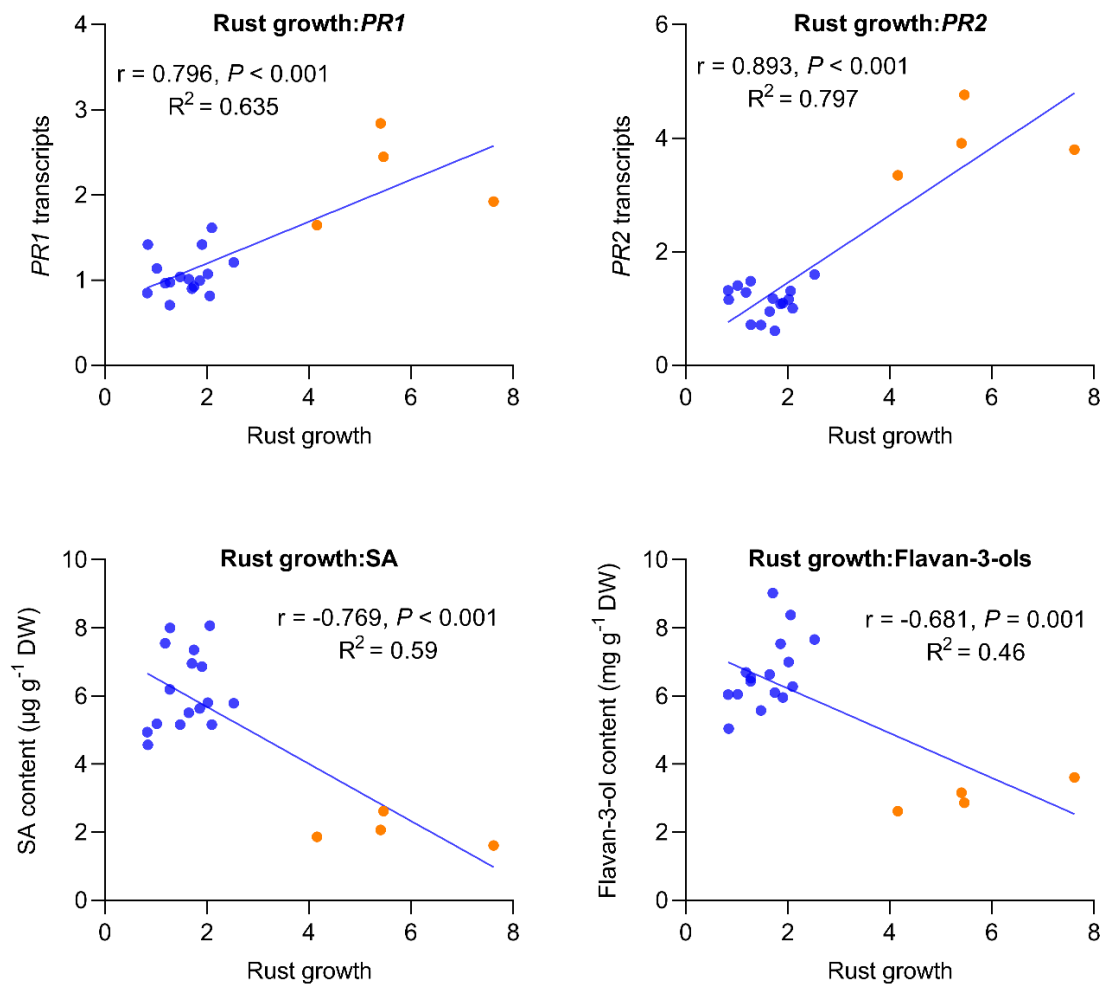 Rust growth:PR1
r = 0.796, P < 0.001
R² = 0.635
PR1 transcripts
4
3
2
1
0
0 2 4 6 8
Rust growth
Rust growth:PR2
r = 0.893, P < 0.001
R² = 0.797
PR2 transcripts
6
4
2
0
0 2 4 6 8
Rust growth
Rust growth:SA
r = -0.769, P < 0.001
R² = 0.59
SA content (µg g⁻¹ DW)
10
8
6
4
2
0
0 2 4 6 8
Rust growth
Rust growth:Flavan-3-ols
r = -0.681, P = 0.001
R² = 0.46
Flavan-3-ol content (mg g⁻¹ DW)
10
8
6
4
2
0
0 2 4 6 8
Rust growth